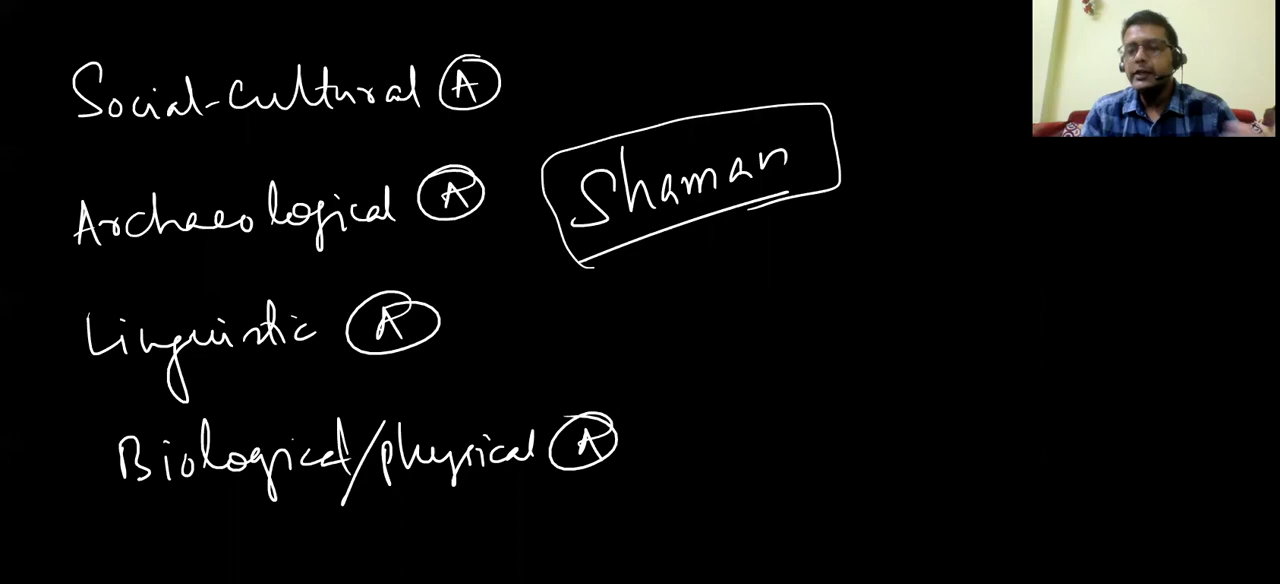 Social-Cultural A
Archaeological A
Shaman
Linguistic A
Biological/physical A